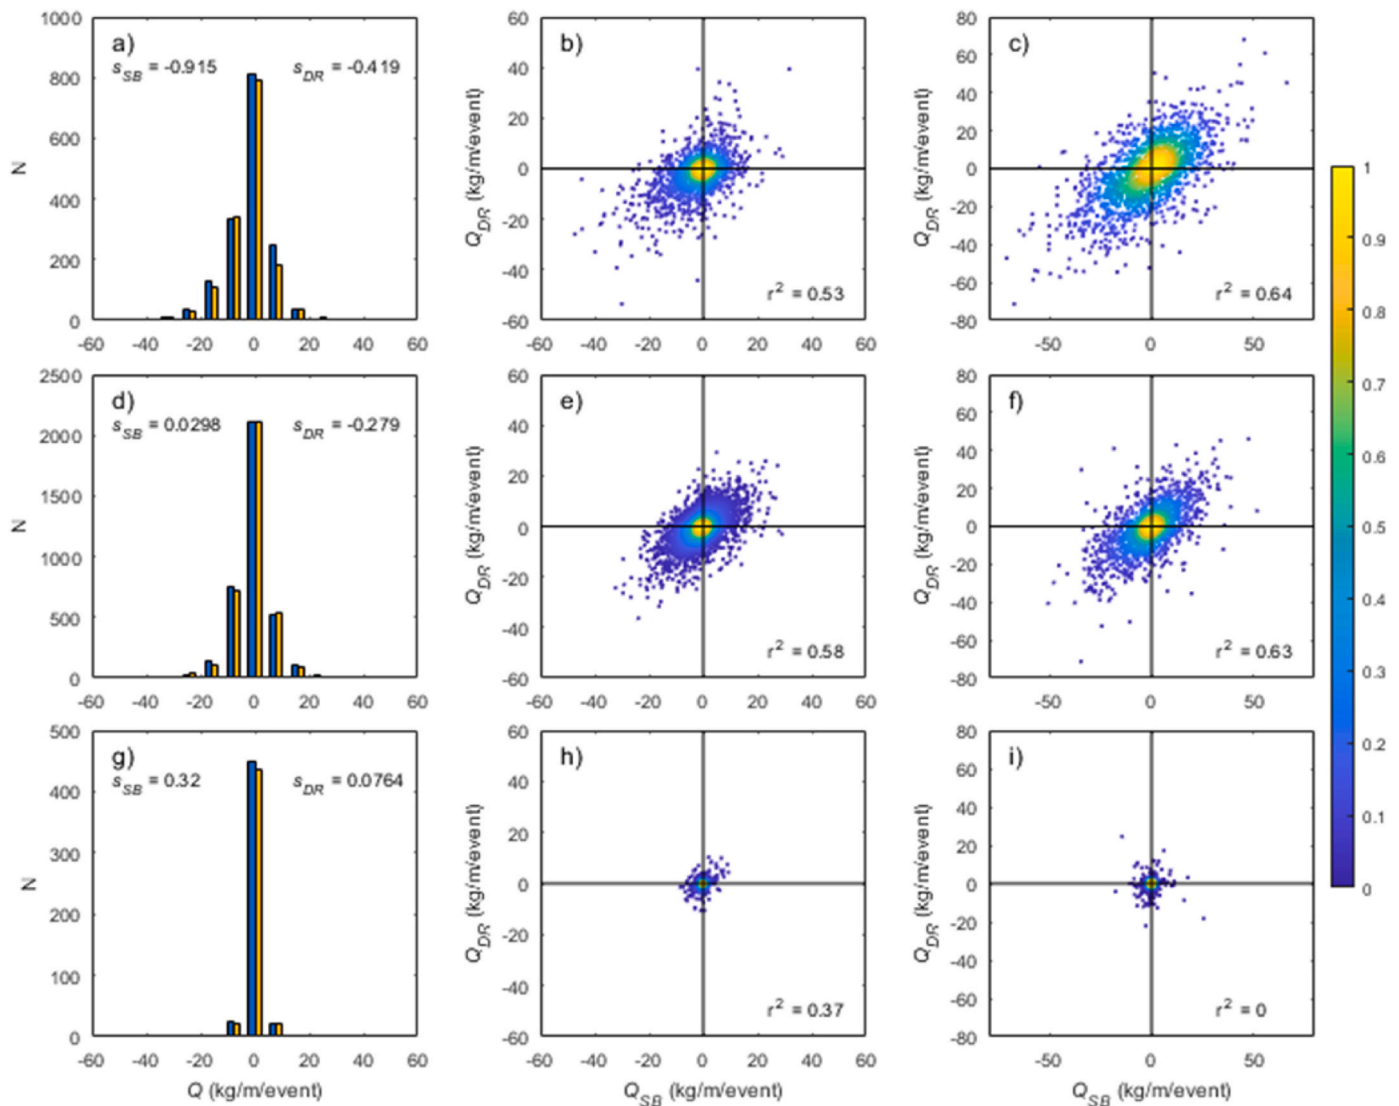 a)
s_SB = -0.915
s_DR = -0.419
N
1000
800
600
400
200
0
-60 -40 -20 0 20 40 60
b)
Q_DR (kg/m/event)
60
40
20
0
-20
-40
-60
r² = 0.53
-60 -40 -20 0 20 40 60
c)
Q_DR (kg/m/event)
80
60
40
20
0
-20
-40
-60
-80
r² = 0.64
-50 0 50
d)
s_SB = 0.0298
s_DR = -0.279
N
2500
2000
1500
1000
500
0
-60 -40 -20 0 20 40 60
e)
Q_DR (kg/m/event)
60
40
20
0
-20
-40
-60
r² = 0.58
-60 -40 -20 0 20 40 60
f)
Q_DR (kg/m/event)
80
60
40
20
0
-20
-40
-60
-80
r² = 0.63
-50 0 50
g)
s_SB = 0.32
s_DR = 0.0764
N
500
400
300
200
100
0
-60 -40 -20 0 20 40 60
Q (kg/m/event)
h)
Q_DR (kg/m/event)
60
40
20
0
-20
-40
-60
r² = 0.37
-60 -40 -20 0 20 40 60
Q_SB (kg/m/event)
i)
Q_DR (kg/m/event)
80
60
40
20
0
-20
-40
-60
-80
r² = 0
-50 0 50
Q_SB (kg/m/event)
1
0.9
0.8
0.7
0.6
0.5
0.4
0.3
0.2
0.1
0